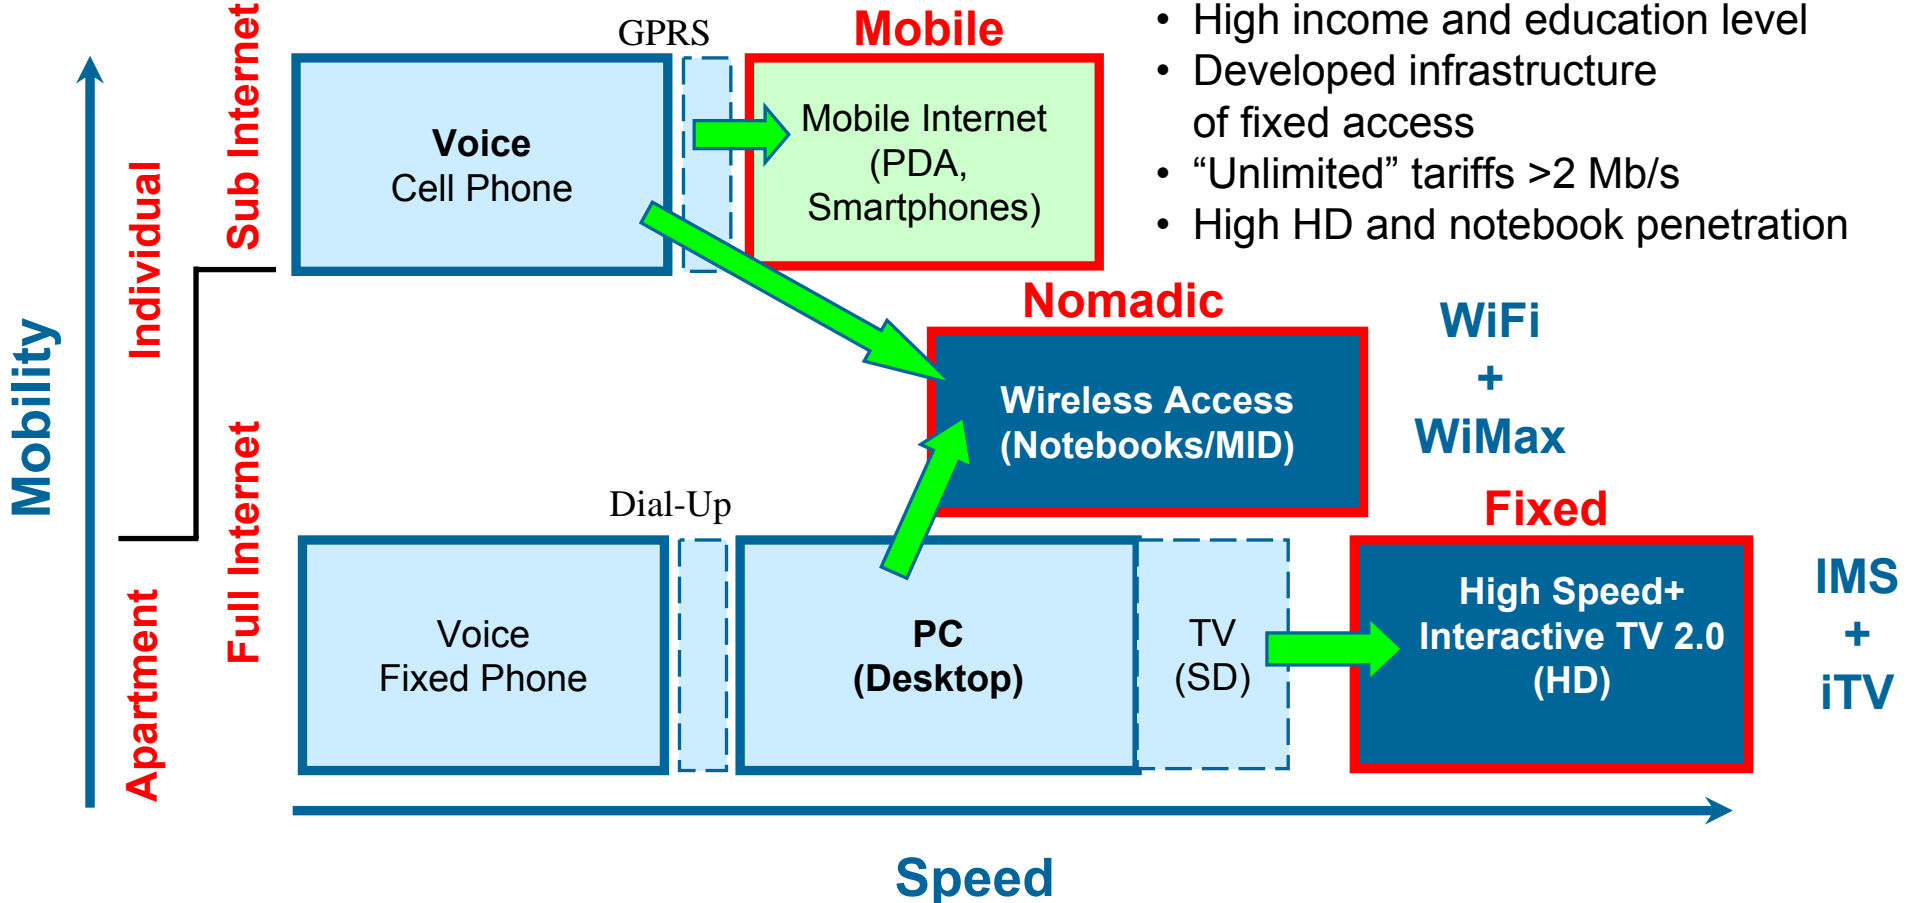 GPRS
Mobile
• High income and education level
• Developed infrastructure
of fixed access
• “Unlimited” tariffs >2 Mb/s
• High HD and notebook penetration
Mobility
Individual
Apartment
Sub Internet
Full Internet
Voice
Cell Phone
Mobile Internet
(PDA,
Smartphones)
Nomadic
Wireless Access
(Notebooks/MID)
WiFi
+
WiMax
Dial-Up
Fixed
Voice
Fixed Phone
PC
(Desktop)
TV
(SD)
High Speed+
Interactive TV 2.0
(HD)
IMS
+
iTV
Speed